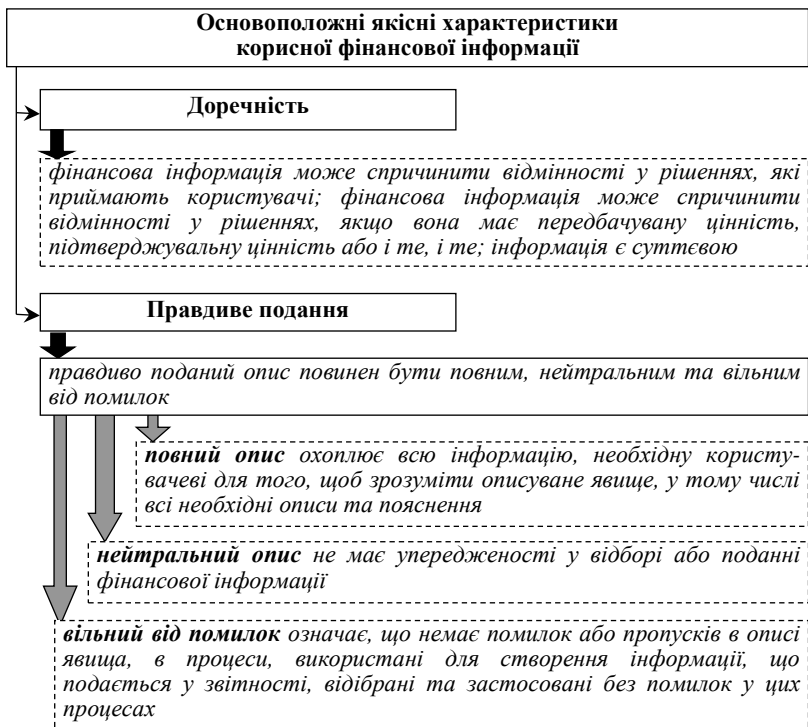 Основоположні якісні характеристики
корисної фінансової інформації
Доречність
фінансова інформація може спричинити відмінності у рішеннях, які
приймають користувачі; фінансова інформація може спричинити
відмінності у рішеннях, якщо вона має передбачувану цінність,
підтверджувальну цінність або і те, і те; інформація є суттєвою
Правдиве подання
правдиво поданий опис повинен бути повним, нейтральним та вільним
від помилок
повний опис охоплює всю інформацію, необхідну користу-
вачеві для того, щоб зрозуміти описуване явище, у тому числі
всі необхідні описи та пояснення
нейтральний опис не має упередженості у відборі або поданні
фінансової інформації
вільний від помилок означає, що немає помилок або пропусків в описі
явища, в процеси, використані для створення інформації, що
подається у звітності, відібрані та застосовані без помилок у цих
процесах